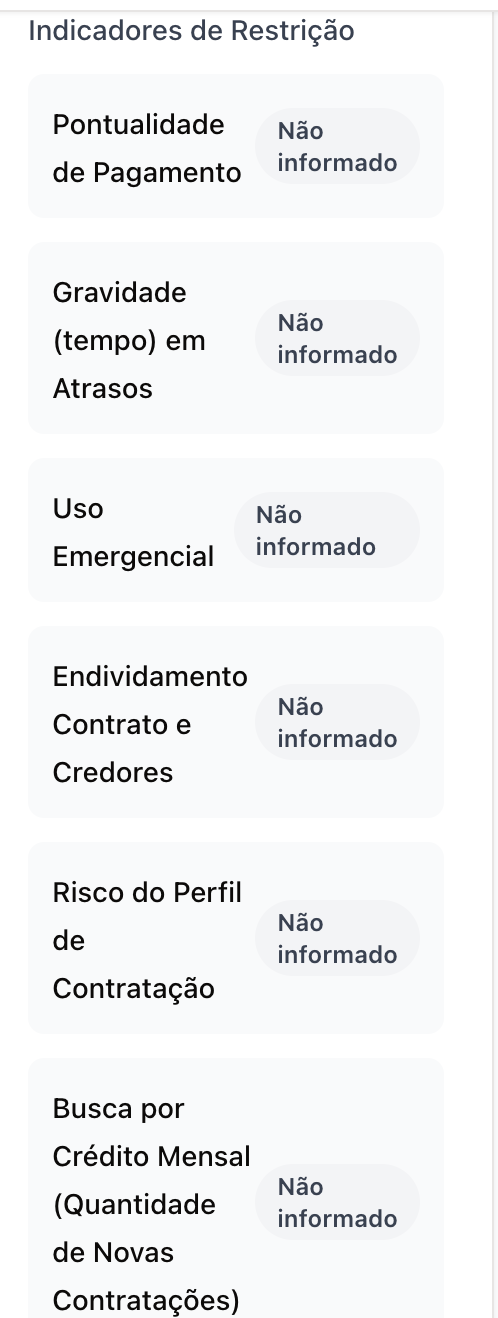 Indicadores de Restrição
Pontualidade
de Pagamento
Não
informado
Gravidade
(tempo) em
Atrasos
Não
informado
Uso
Emergencial
Não
informado
Endividamento
Contrato e
Credores
Não
informado
Risco do Perfil
de
Contratação
Não
informado
Busca por
Crédito Mensal
(Quantidade
de Novas
Contratações)
Não
informado